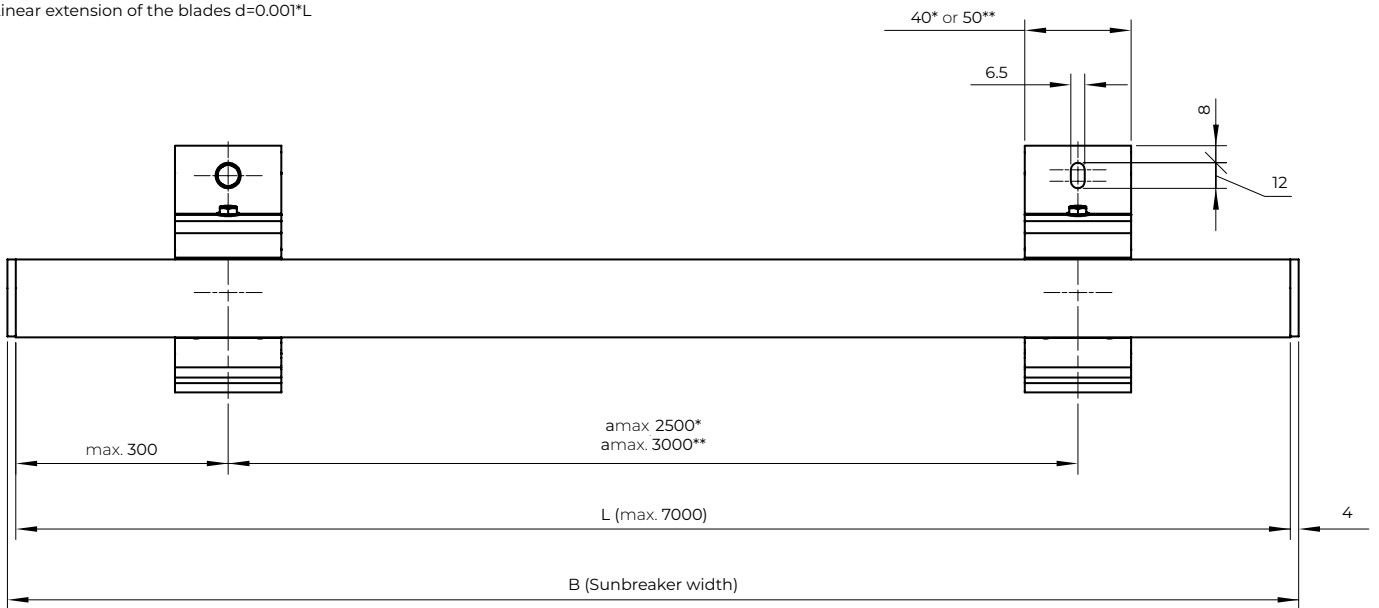 Linear extension of the blades d=0.001*L
40* or 50**
6.5
8
12
amax 2500*
amax. 3000**
max. 300
L (max. 7000)
4
B (Sunbreaker width)